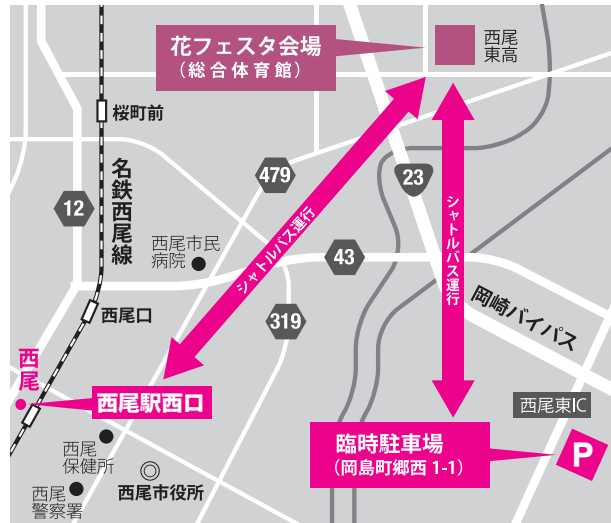 花フェスタ会場
（総合体育館）
西尾
東高
桜町前
名鉄西尾線
479
23
12
シャトルバス運行
シャトルバス運行
西尾市民
病院
43
岡崎バイパス
西尾口
319
西尾
西尾駅西口
西尾東IC
西尾
保健所
臨時駐車場
（岡島町郷西 1-1）
P
西尾市役所
西尾
警察署